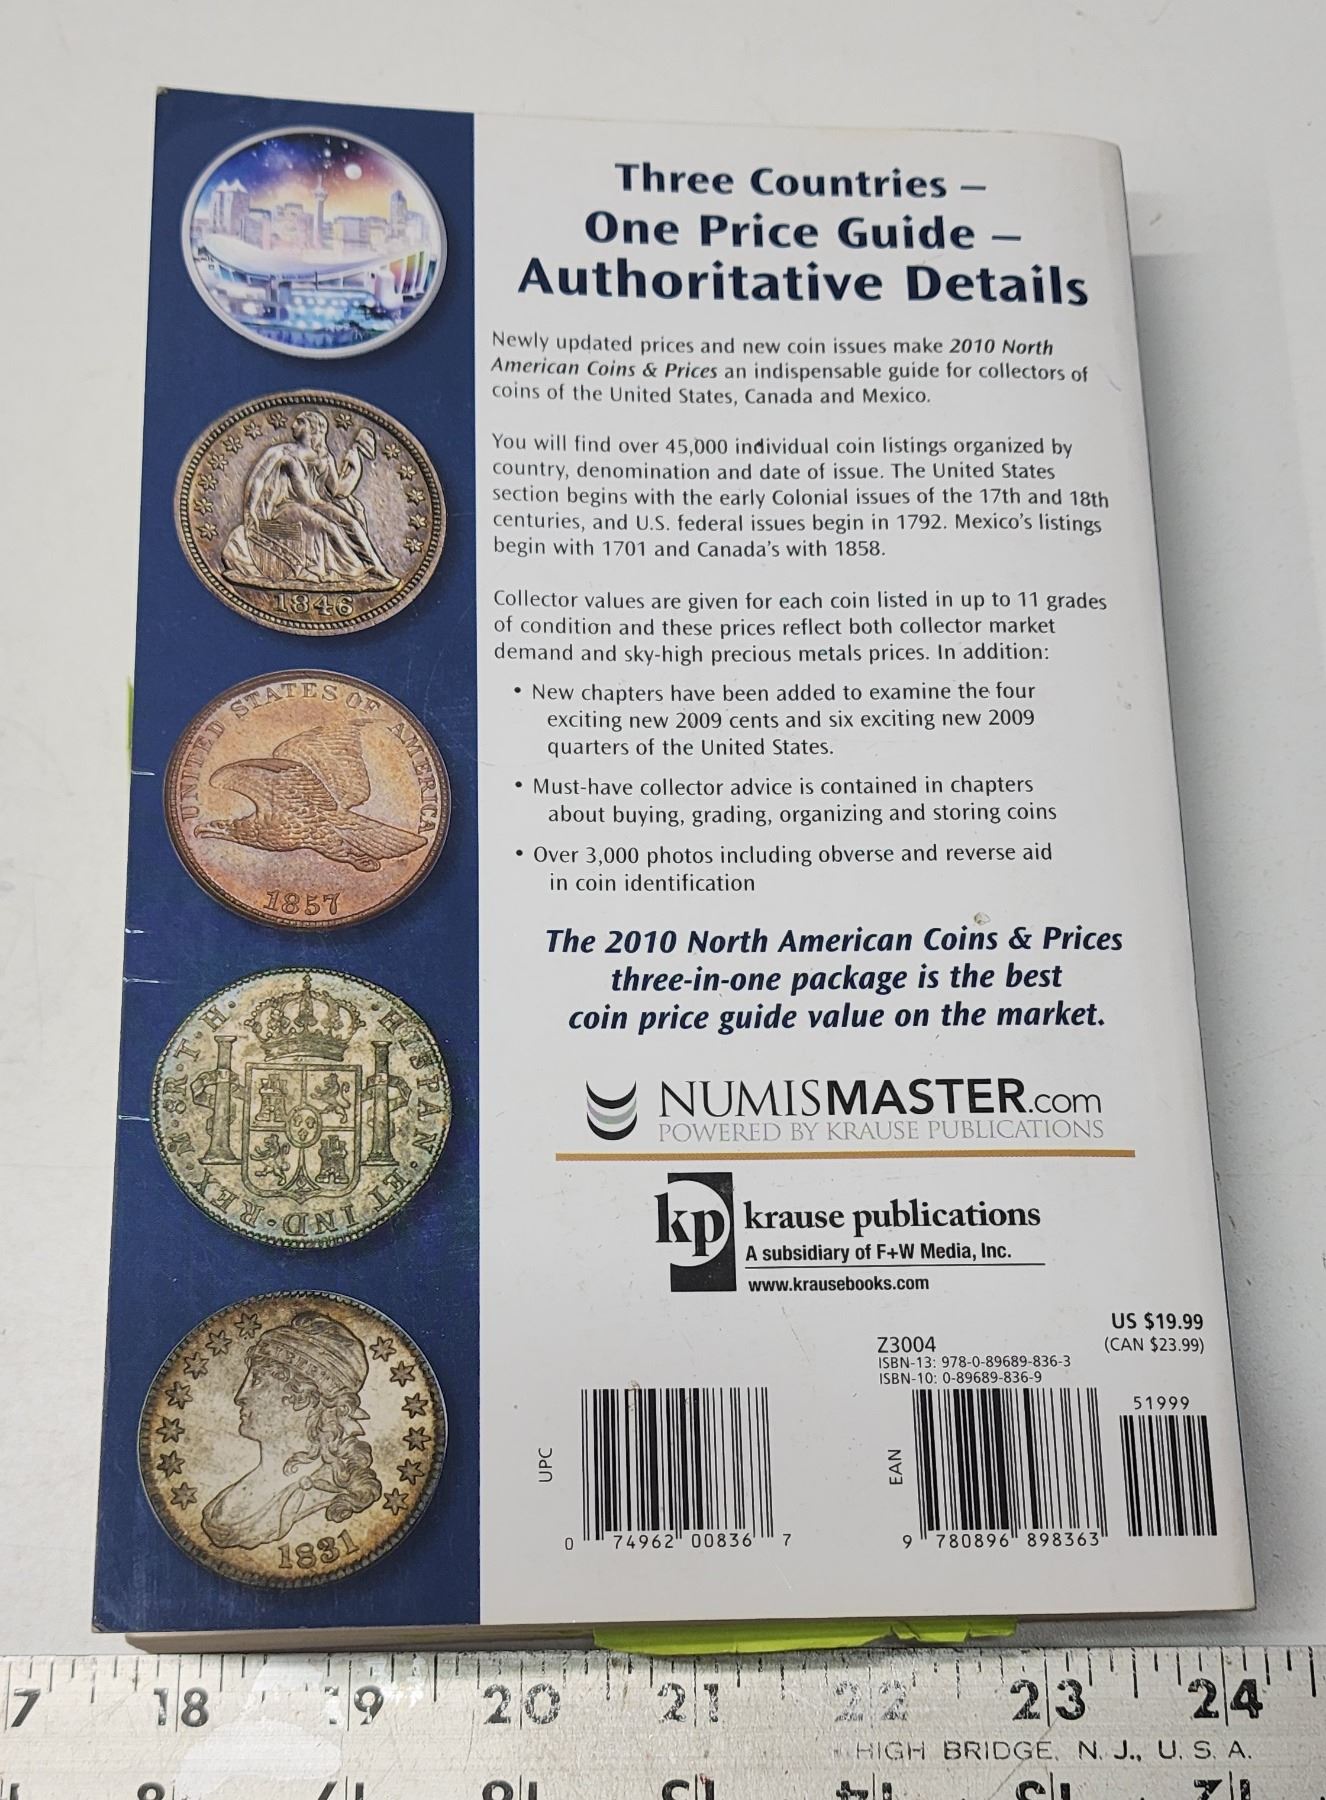 Three Countries –
One Price Guide –
Authoritative Details
Newly updated prices and new coin issues make 2010 North
American Coins & Prices an indispensable guide for collectors of
coins of the United States, Canada and Mexico.
You will find over 45,000 individual coin listings organized by
country, denomination and date of issue. The United States
section begins with the early Colonial issues of the 17th and 18th
centuries, and U.S. federal issues begin in 1792. Mexico's listings
begin with 1701 and Canada's with 1858.
Collector values are given for each coin listed in up to 11 grades
of condition and these prices reflect both collector market
demand and sky-high precious metals prices. In addition:
• New chapters have been added to examine the four
exciting new 2009 cents and six exciting new 2009
quarters of the United States.
• Must-have collector advice is contained in chapters
about buying, grading, organizing and storing coins
• Over 3,000 photos including obverse and reverse aid
in coin identification
The 2010 North American Coins & Prices
three-in-one package is the best
coin price guide value on the market.
NUMISMASTER.com
POWERED BY KRAUSE PUBLICATIONS
kp krause publications
A subsidiary of F+W Media, Inc.
www.krausebooks.com
US $19.99
(CAN $23.99)
Z3004
ISBN-13: 978-0-89689-836-3
ISBN-10: 0-89689-836-9
51999
UPC
0 74962 00836 7
EAN
9 780896 898363
1846
UNITED STATES OF AMERICA
1857
HISPAN·ET IND·REX·M·8R·T·H·
LIBERTY
1831
7 18 19 20 21 22 23 24
HIGH BRIDGE, N. J., U. S. A.